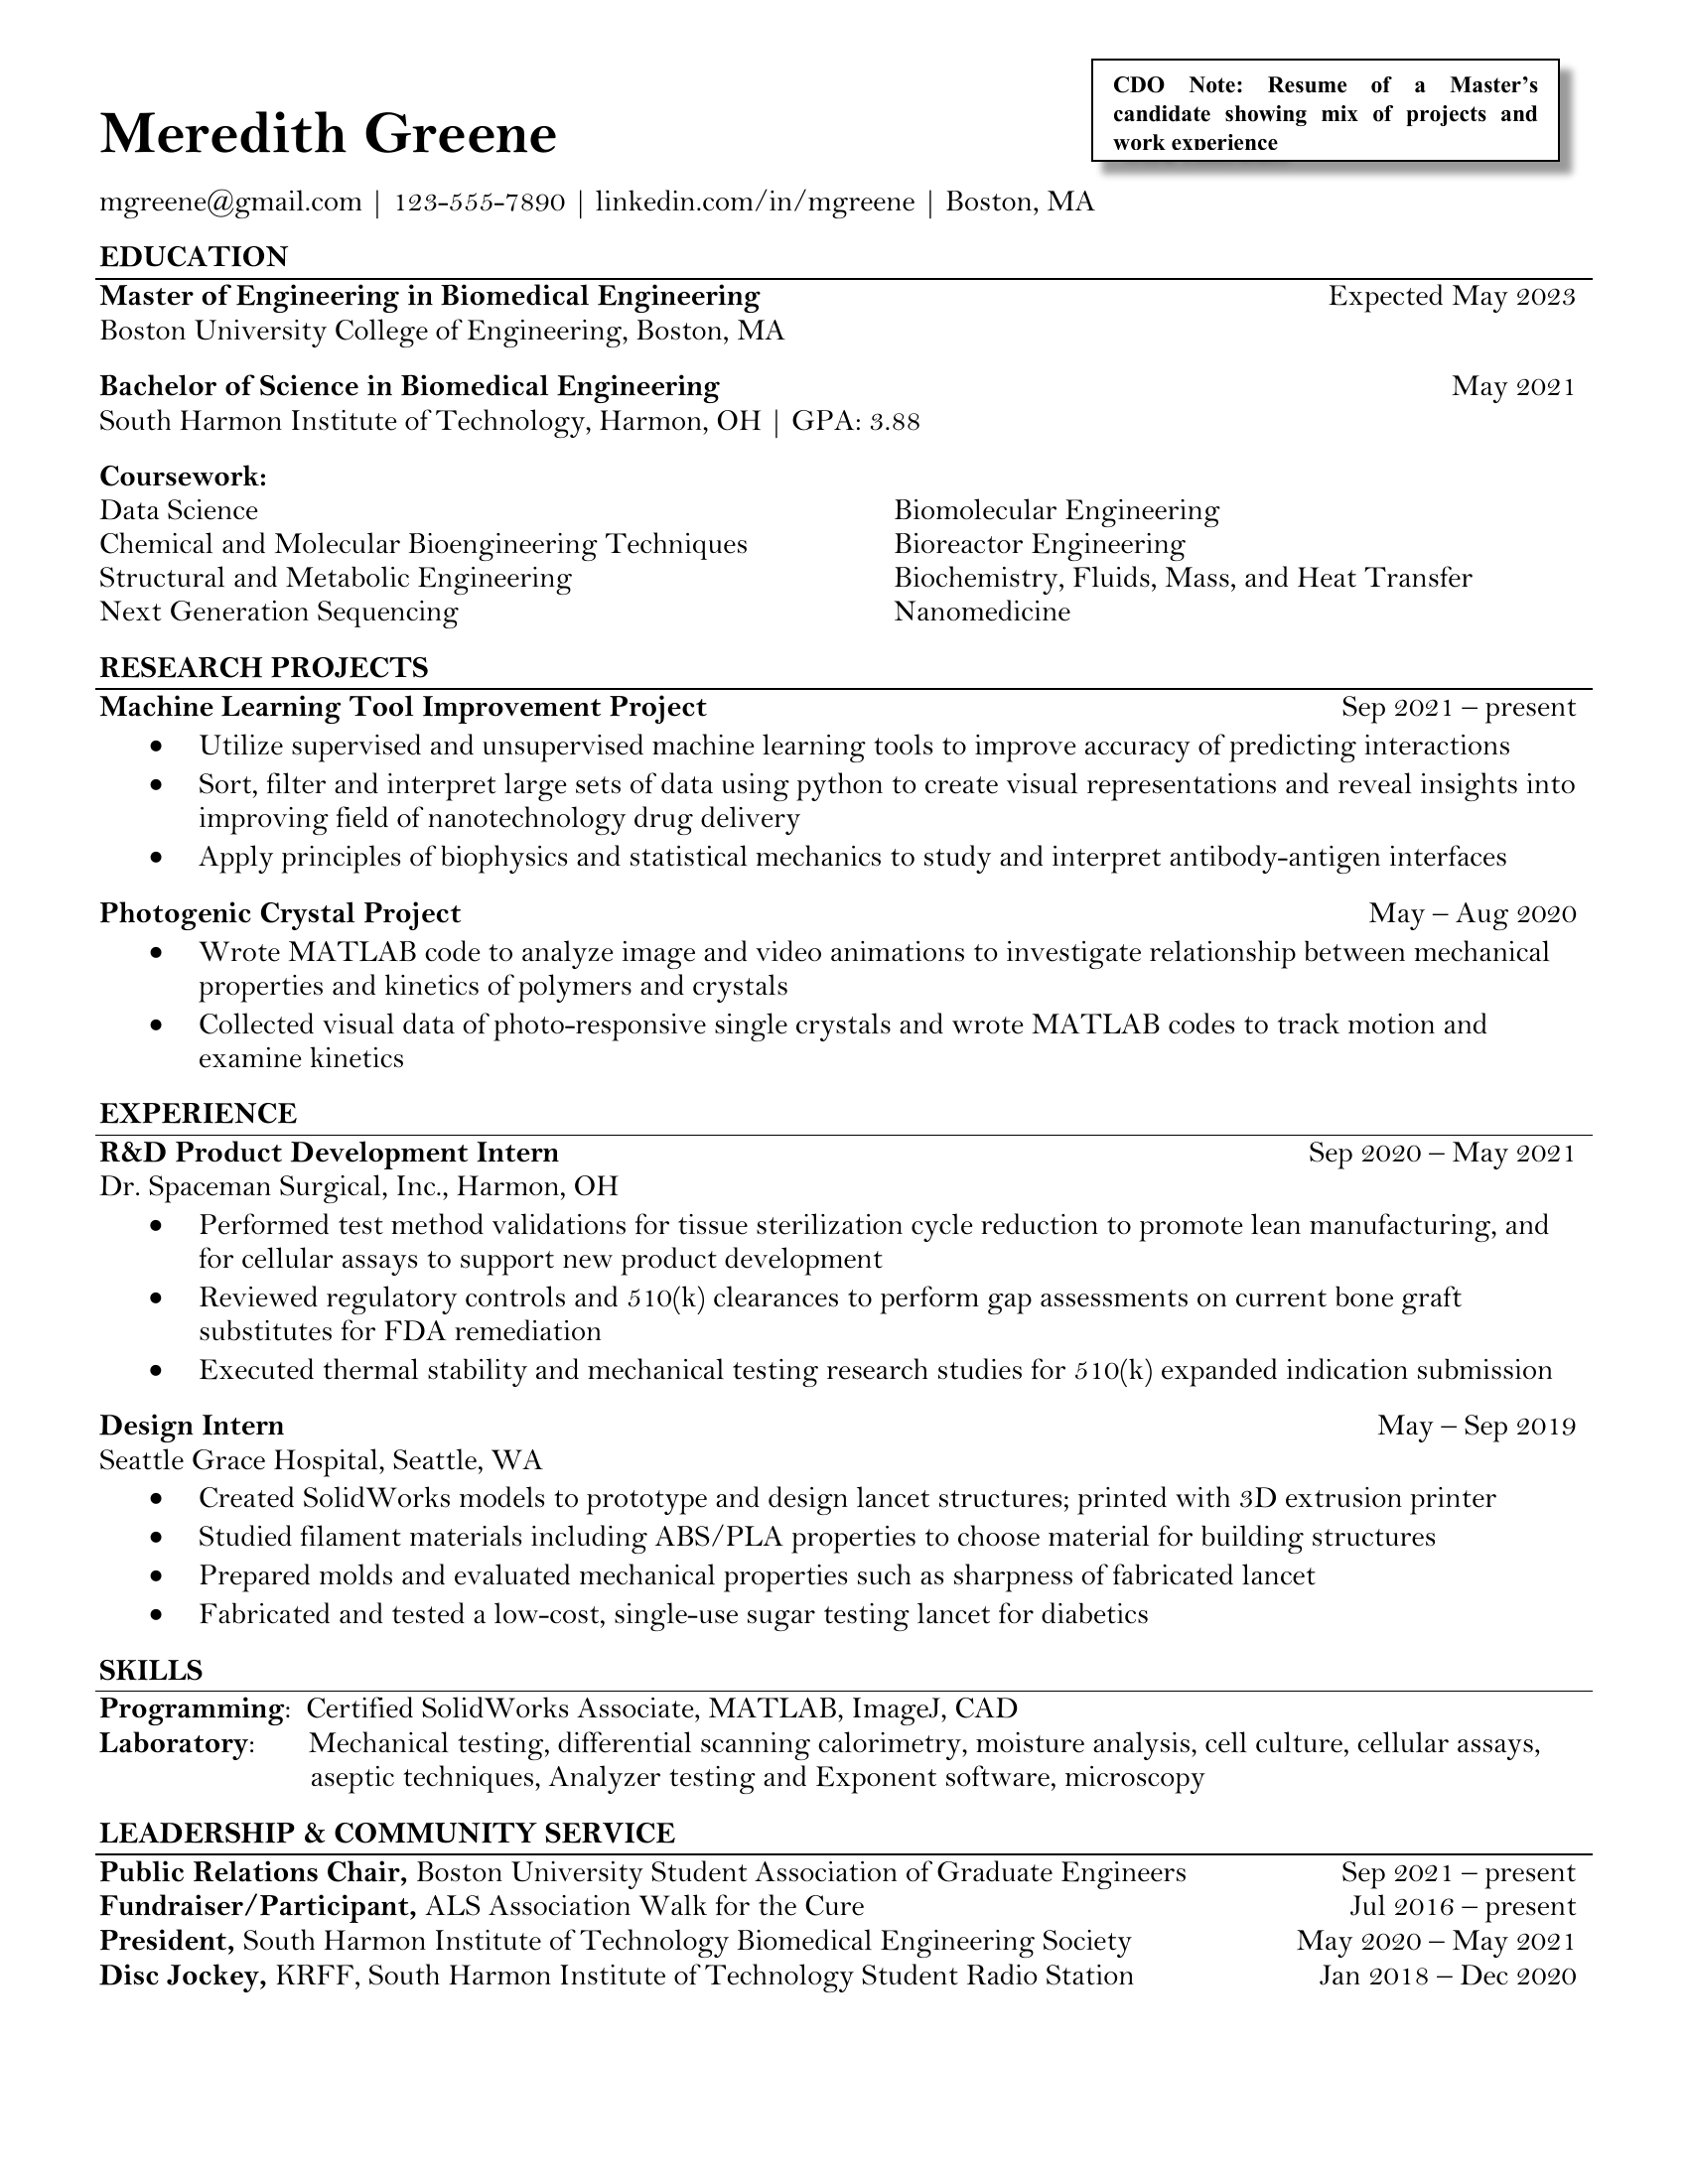 CDO Note: Resume of a Master's
candidate showing mix of projects and
work experience
Meredith Greene
mgreene@gmail.com | 123-555-7890 | linkedin.com/in/mgreene | Boston, MA
EDUCATION
Master of Engineering in Biomedical Engineering Expected May 2023
Boston University College of Engineering, Boston, MA
Bachelor of Science in Biomedical Engineering May 2021
South Harmon Institute of Technology, Harmon, OH | GPA: 3.88
Coursework:
Data Science Biomolecular Engineering
Chemical and Molecular Bioengineering Techniques Bioreactor Engineering
Structural and Metabolic Engineering Biochemistry, Fluids, Mass, and Heat Transfer
Next Generation Sequencing Nanomedicine
RESEARCH PROJECTS
Machine Learning Tool Improvement Project Sep 2021 – present
• Utilize supervised and unsupervised machine learning tools to improve accuracy of predicting interactions
• Sort, filter and interpret large sets of data using python to create visual representations and reveal insights into
improving field of nanotechnology drug delivery
• Apply principles of biophysics and statistical mechanics to study and interpret antibody-antigen interfaces
Photogenic Crystal Project May – Aug 2020
• Wrote MATLAB code to analyze image and video animations to investigate relationship between mechanical
properties and kinetics of polymers and crystals
• Collected visual data of photo-responsive single crystals and wrote MATLAB codes to track motion and
examine kinetics
EXPERIENCE
R&D Product Development Intern Sep 2020 – May 2021
Dr. Spaceman Surgical, Inc., Harmon, OH
• Performed test method validations for tissue sterilization cycle reduction to promote lean manufacturing, and
for cellular assays to support new product development
• Reviewed regulatory controls and 510(k) clearances to perform gap assessments on current bone graft
substitutes for FDA remediation
• Executed thermal stability and mechanical testing research studies for 510(k) expanded indication submission
Design Intern May – Sep 2019
Seattle Grace Hospital, Seattle, WA
• Created SolidWorks models to prototype and design lancet structures; printed with 3D extrusion printer
• Studied filament materials including ABS/PLA properties to choose material for building structures
• Prepared molds and evaluated mechanical properties such as sharpness of fabricated lancet
• Fabricated and tested a low-cost, single-use sugar testing lancet for diabetics
SKILLS
Programming: Certified SolidWorks Associate, MATLAB, ImageJ, CAD
Laboratory: Mechanical testing, differential scanning calorimetry, moisture analysis, cell culture, cellular assays,
aseptic techniques, Analyzer testing and Exponent software, microscopy
LEADERSHIP & COMMUNITY SERVICE
Public Relations Chair, Boston University Student Association of Graduate Engineers Sep 2021 – present
Fundraiser/Participant, ALS Association Walk for the Cure Jul 2016 – present
President, South Harmon Institute of Technology Biomedical Engineering Society May 2020 – May 2021
Disc Jockey, KRFF, South Harmon Institute of Technology Student Radio Station Jan 2018 – Dec 2020